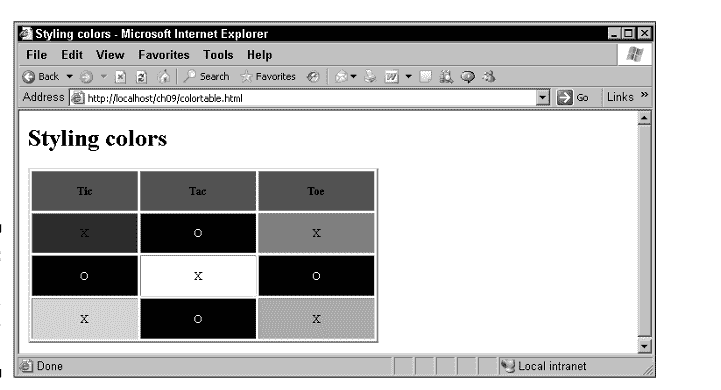 Styling colors - Microsoft Internet Explorer
File Edit View Favorites Tools Help
Back Search Favorites
Address http://localhost/ch09/colortable.html Go Links »
Styling colors
Tic Tac Toe
X O X
O X O
X O X
Done Local intranet